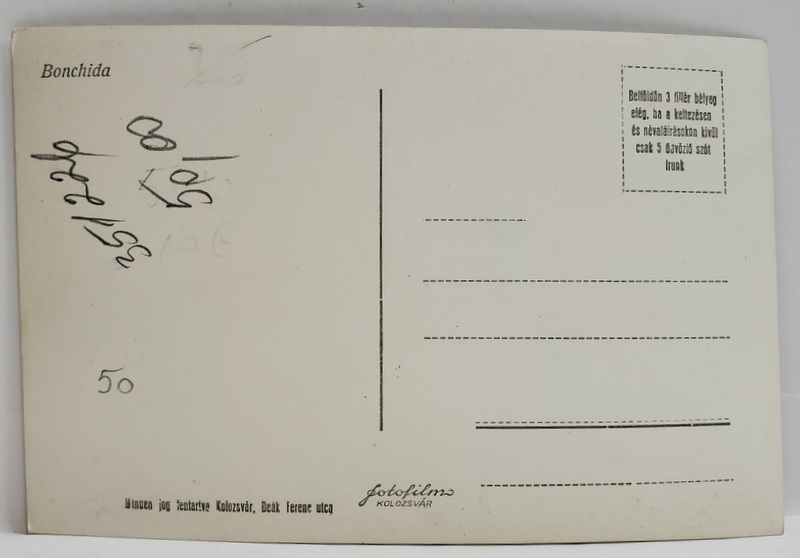 Bonchida
Belföldön 3 fillér bélyeg
elég, ha a keltezésen
és névaláírásokon kívül
csak 5 üdvözlő szót
írunk
50
Minden jog fentartva Kolozsvár, Deák Ferenc utca
fotofilm
KOLOZSVÁR